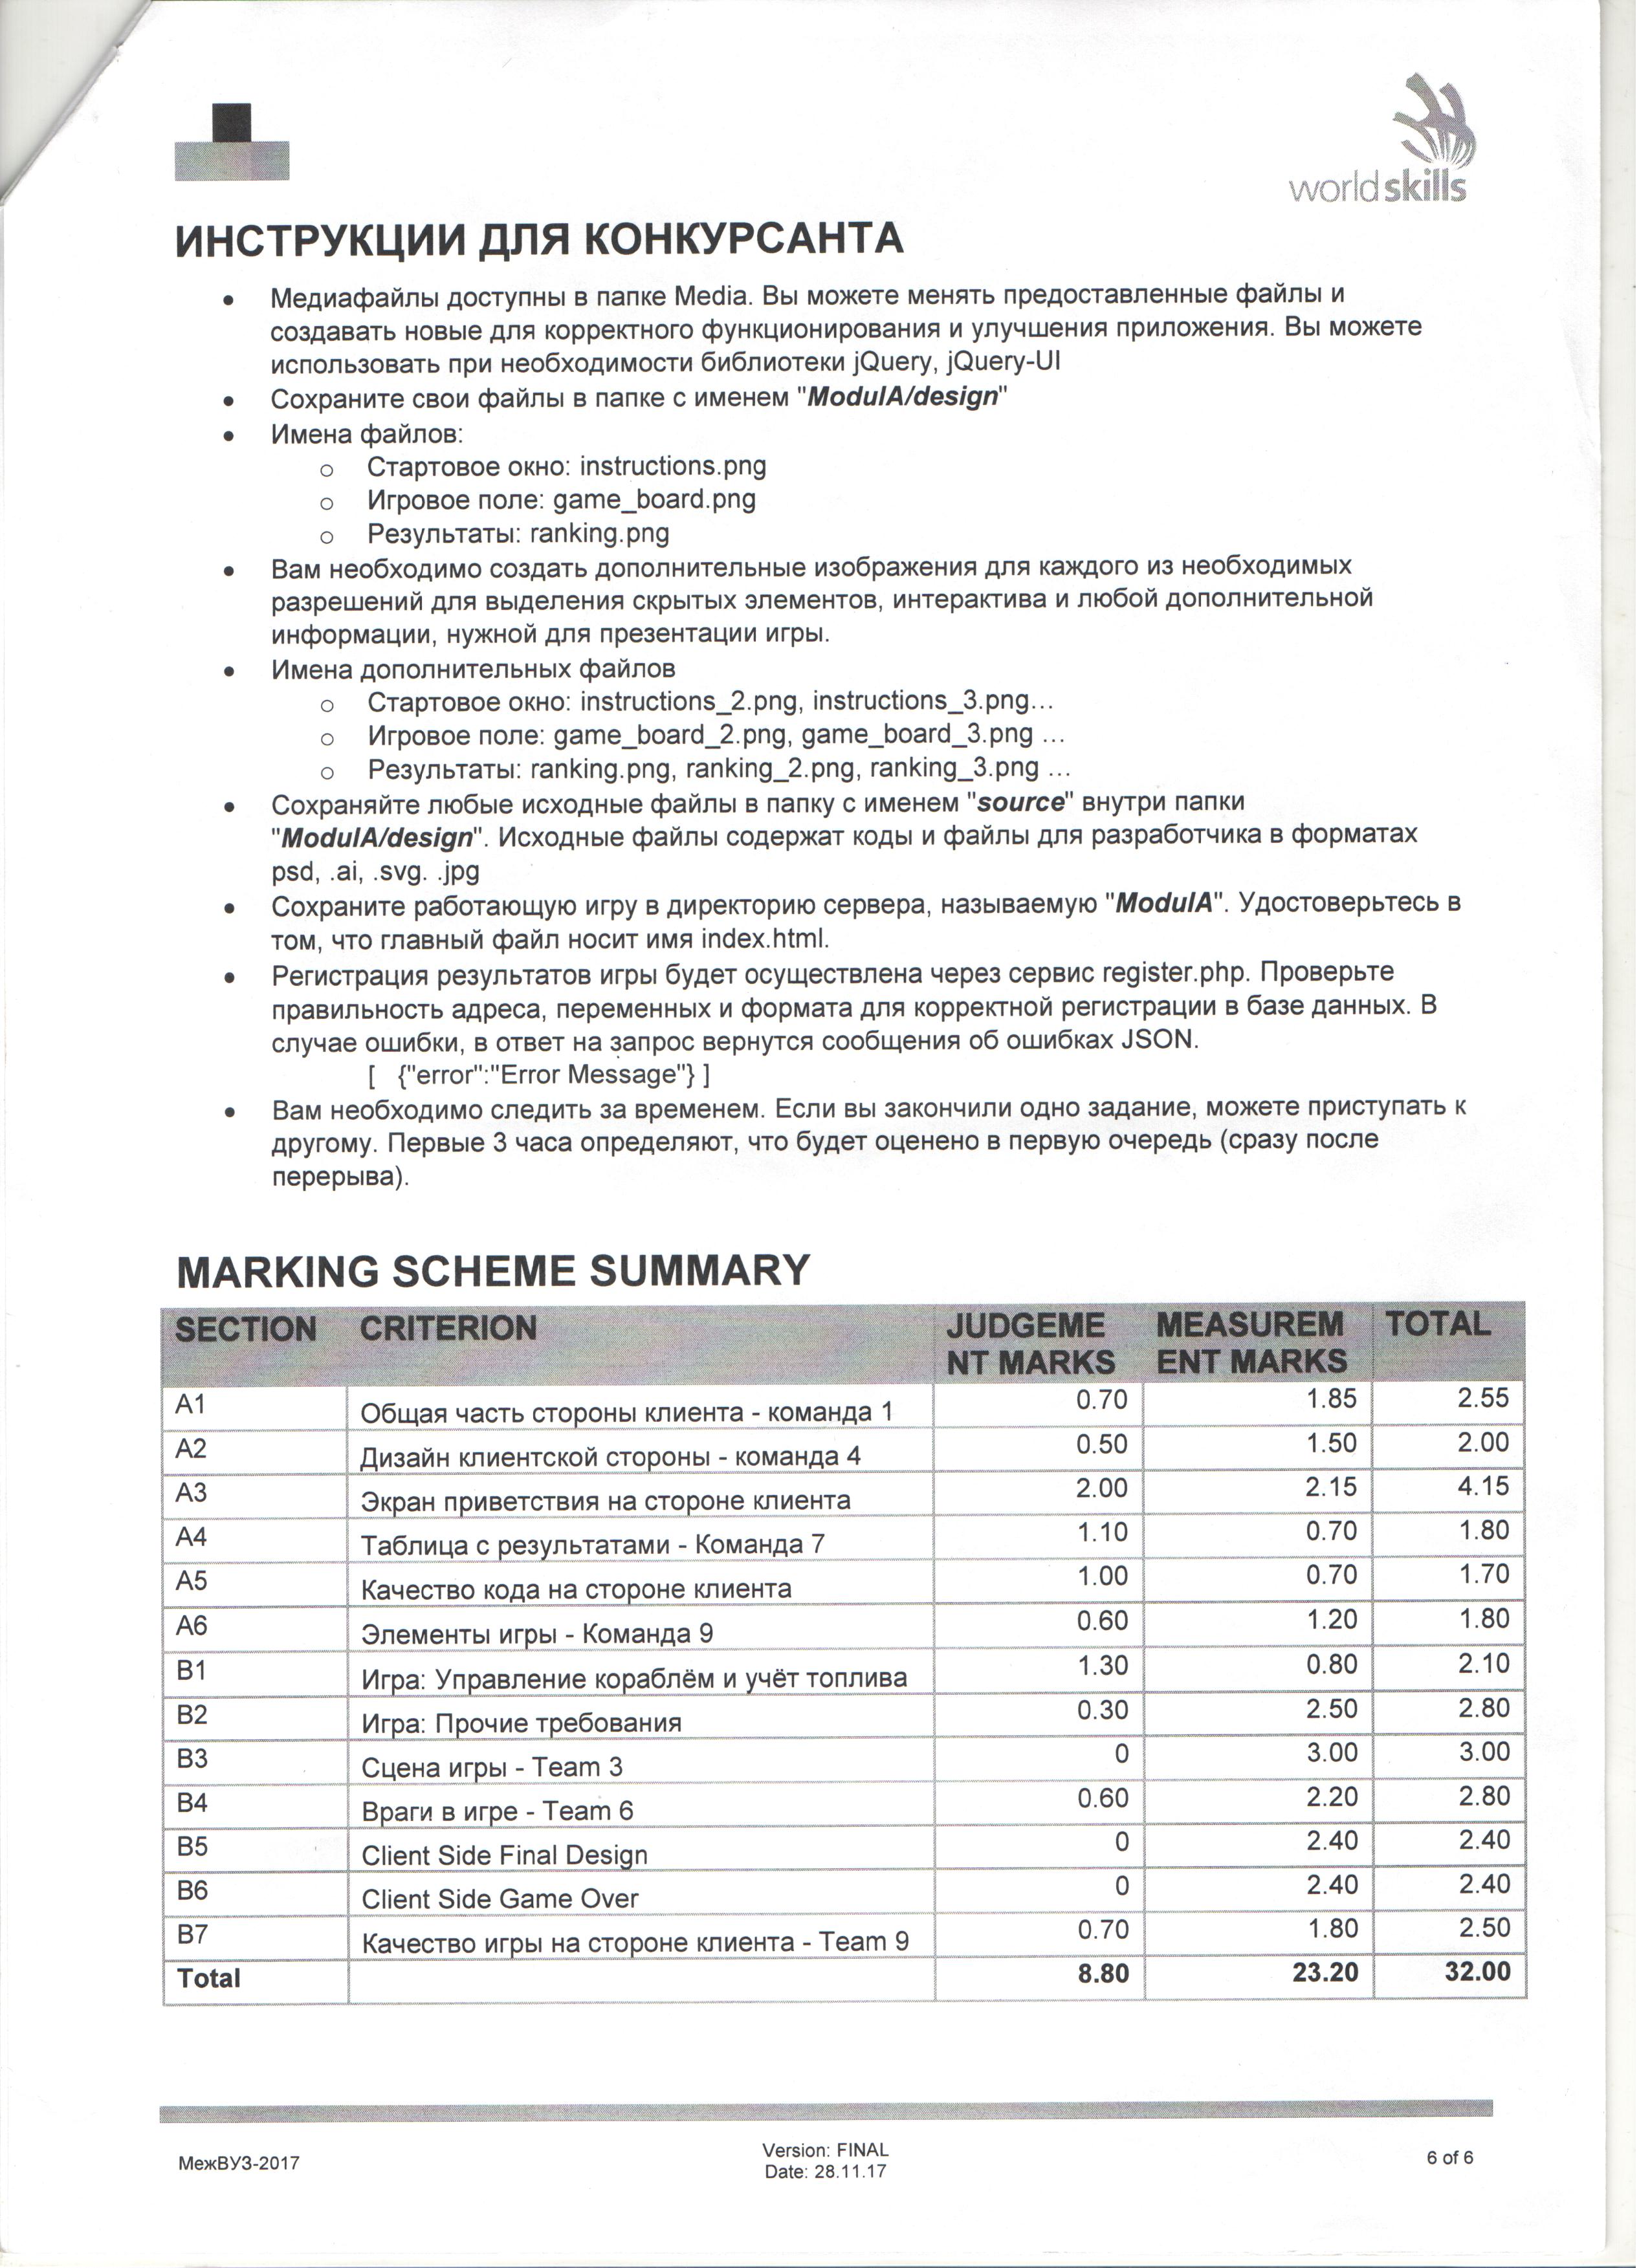 worldskills
ИНСТРУКЦИИ ДЛЯ КОНКУРСАНТА
• Медиафайлы доступны в папке Media. Вы можете менять предоставленные файлы и
создавать новые для корректного функционирования и улучшения приложения. Вы можете
использовать при необходимости библиотеки jQuery, jQuery-UI
• Сохраните свои файлы в папке с именем "ModulA/design"
• Имена файлов:
o Стартовое окно: instructions.png
o Игровое поле: game_board.png
o Результаты: ranking.png
• Вам необходимо создать дополнительные изображения для каждого из необходимых
разрешений для выделения скрытых элементов, интерактива и любой дополнительной
информации, нужной для презентации игры.
• Имена дополнительных файлов
o Стартовое окно: instructions_2.png, instructions_3.png...
o Игровое поле: game_board_2.png, game_board_3.png ...
o Результаты: ranking.png, ranking_2.png, ranking_3.png ...
• Сохраняйте любые исходные файлы в папку с именем "source" внутри папки
"ModulA/design". Исходные файлы содержат коды и файлы для разработчика в форматах
psd, .ai, .svg. .jpg
• Сохраните работающую игру в директорию сервера, называемую "ModulA". Удостоверьтесь в
том, что главный файл носит имя index.html.
• Регистрация результатов игры будет осуществлена через сервис register.php. Проверьте
правильность адреса, переменных и формата для корректной регистрации в базе данных. В
случае ошибки, в ответ на запрос вернутся сообщения об ошибках JSON.
[ {"error":"Error Message"} ]
• Вам необходимо следить за временем. Если вы закончили одно задание, можете приступать к
другому. Первые 3 часа определяют, что будет оценено в первую очередь (сразу после
перерыва).
MARKING SCHEME SUMMARY
SECTION CRITERION JUDGEME MEASUREM TOTAL
NT MARKS ENT MARKS
A1 Общая часть стороны клиента - команда 1 0.70 1.85 2.55
A2 Дизайн клиентской стороны - команда 4 0.50 1.50 2.00
A3 Экран приветствия на стороне клиента 2.00 2.15 4.15
A4 Таблица с результатами - Команда 7 1.10 0.70 1.80
A5 Качество кода на стороне клиента 1.00 0.70 1.70
A6 Элементы игры - Команда 9 0.60 1.20 1.80
B1 Игра: Управление кораблём и учёт топлива 1.30 0.80 2.10
B2 Игра: Прочие требования 0.30 2.50 2.80
B3 Сцена игры - Team 3 0 3.00 3.00
B4 Враги в игре - Team 6 0.60 2.20 2.80
B5 Client Side Final Design 0 2.40 2.40
B6 Client Side Game Over 0 2.40 2.40
B7 Качество игры на стороне клиента - Team 9 0.70 1.80 2.50
Total 8.80 23.20 32.00
МежВУЗ-2017 Version: FINAL 6 of 6
Date: 28.11.17